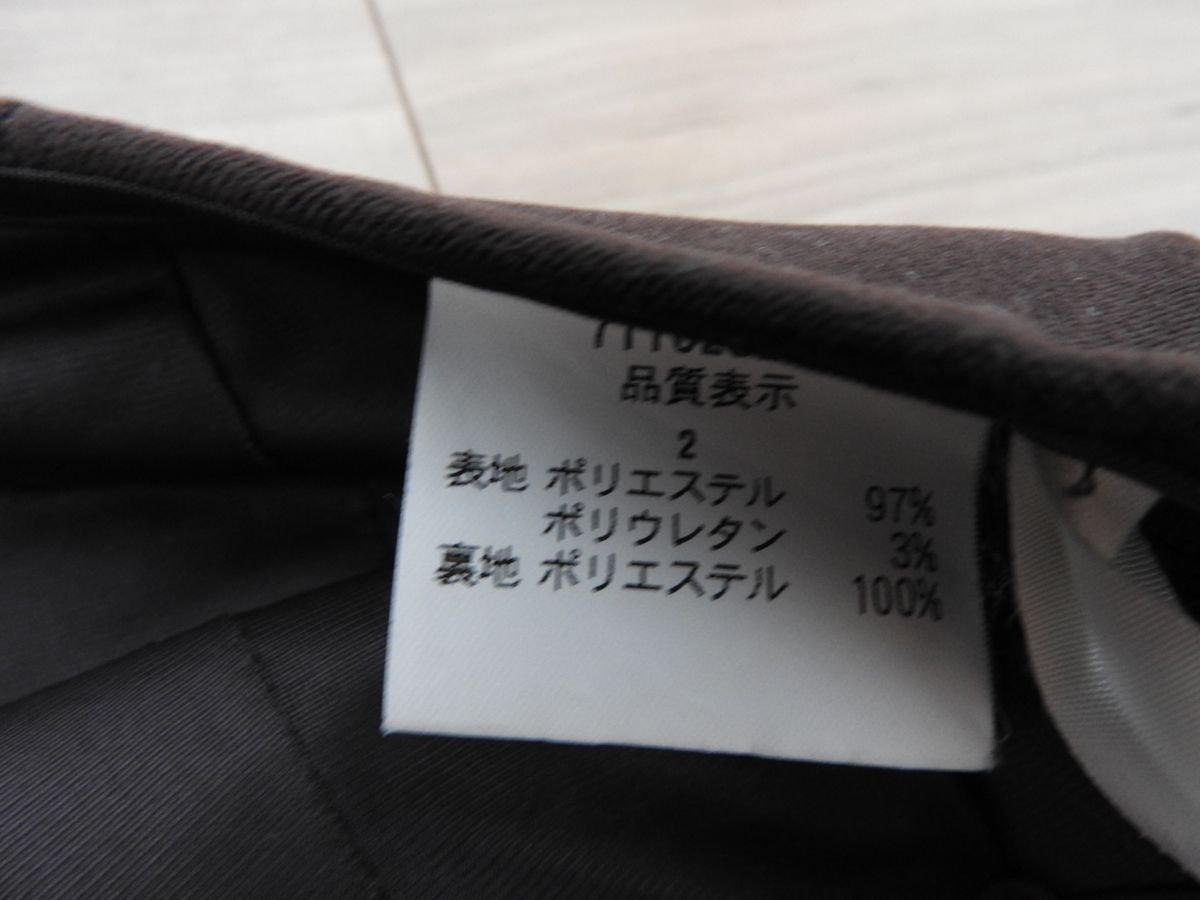 品質表示
2
表地 ポリエステル 97%
ポリウレタン 3%
裏地 ポリエステル 100%